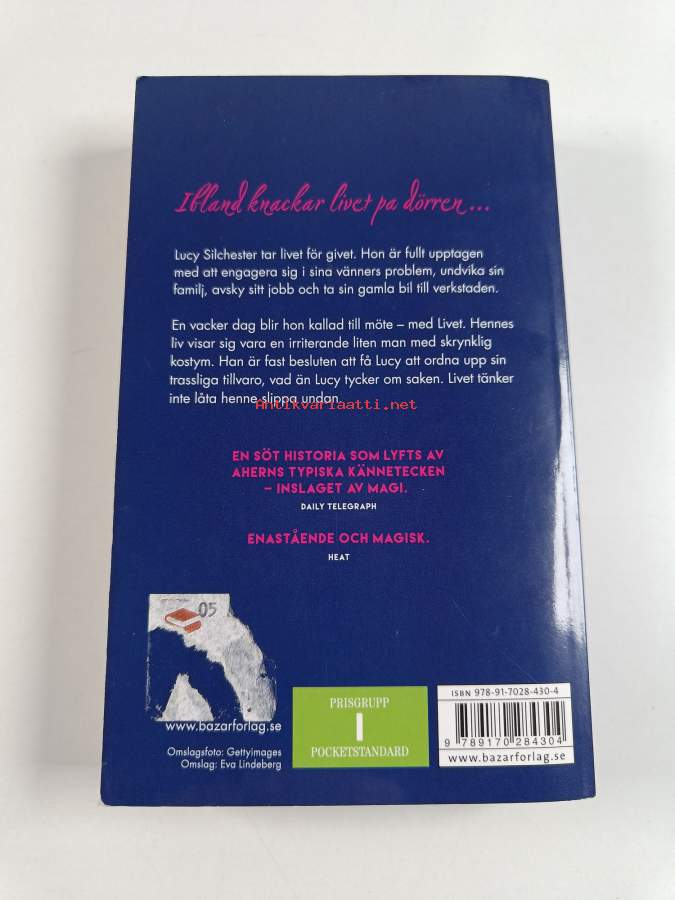 Ibland knackar livet på dörren...
Lucy Silchester tar livet för givet. Hon är fullt upptagen
med att engagera sig i sina vänners problem, undvika sin
familj, avsky sitt jobb och ta sin gamla bil till verkstaden.
En vacker dag blir hon kallad till möte – med Livet. Hennes
liv visar sig vara en irriterande liten man med skrynklig
kostym. Han är fast besluten att få Lucy att ordna upp sin
trassliga tillvaro, vad än Lucy tycker om saken. Livet tänker
inte låta henne slippa undan.
Antikvariaatti.net
EN SÖT HISTORIA SOM LYFTS AV
AHERNS TYPISKA KÄNNETECKEN
– INSLAGET AV MAGI.
DAILY TELEGRAPH
ENASTÅENDE OCH MAGISK.
HEAT
05
www.bazarforlag.se
Omslagsfoto: Gettyimages
Omslag: Eva Lindeberg
PRISGRUPP
I
POCKETSTANDARD
ISBN 978-91-7028-430-4
9 789170 284304
www.bazarforlag.se